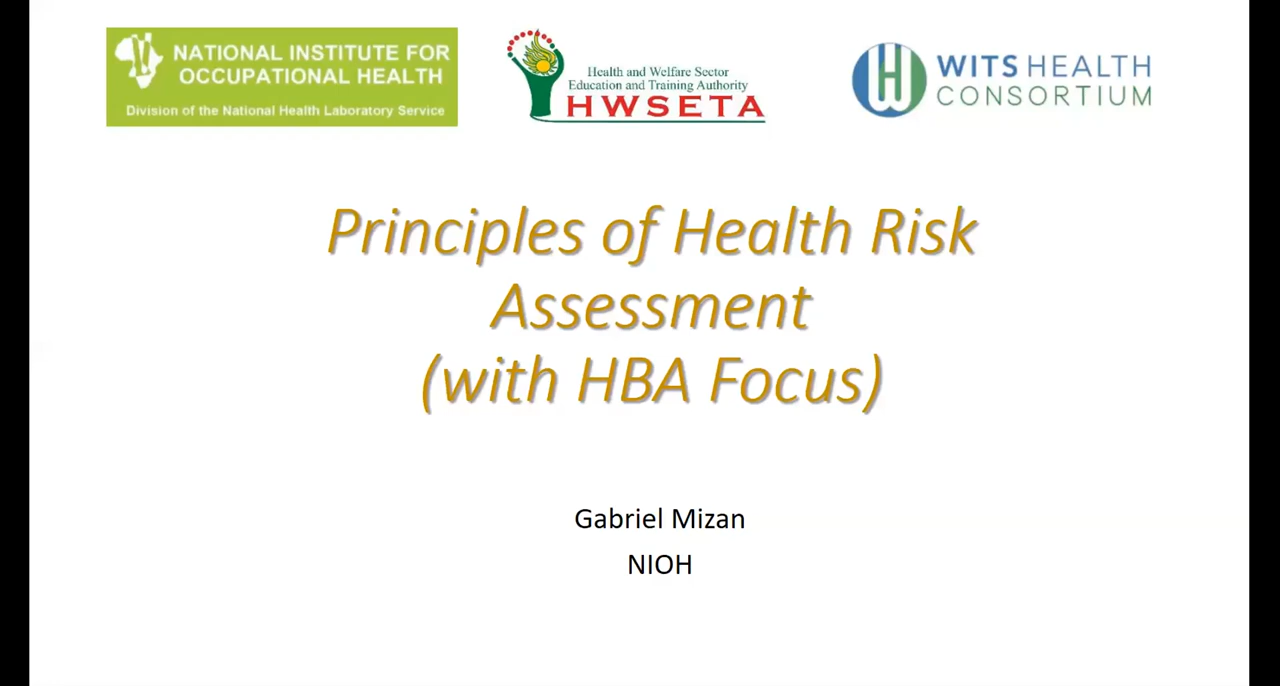 NATIONAL INSTITUTE FOR
OCCUPATIONAL HEALTH
Division of the National Health Laboratory Service
Health and Welfare Sector
Education and Training Authority
HWSETA
WITS HEALTH
CONSORTIUM
Principles of Health Risk
Assessment
(with HBA Focus)
Gabriel Mizan
NIOH